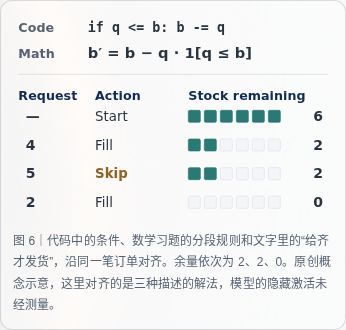 Code if q <= b: b -= q
Math b′ = b − q · 1[q ≤ b]
Request Action Stock remaining
— Start 6
4 Fill 2
5 Skip 2
2 Fill 0
图 6｜代码中的条件、数学习题的分段规则和文字里的“给齐
才发货”，沿同一笔订单对齐。余量依次为 2、2、0。原创概
念示意，这里对齐的是三种描述的解法，模型的隐藏激活未
经测量。